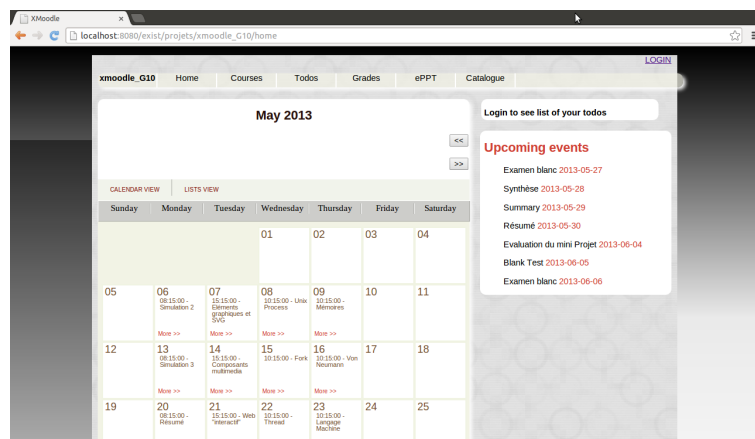 XMoodle
localhost:8080/exist/projets/xmoodle_G10/home
LOGIN
xmoodle_G10 Home Courses Todos Grades ePPT Catalogue
May 2013
<<
>>
CALENDAR VIEW LISTS VIEW
Sunday Monday Tuesday Wednesday Thursday Friday Saturday
01 02 03 04
05 06 07 08 09 10 11
08:15:00 - Simulation 2
15:15:00 - Eléments graphiques et SVG
10:15:00 - Unix Process
10:15:00 - Mémoires
More >> More >> More >> More >>
12 13 14 15 16 17 18
08:15:00 - Simulation 3
15:15:00 - Composants multimedia
10:15:00 - Fork
10:15:00 - Von Neumann
More >> More >> More >> More >>
19 20 21 22 23 24 25
08:15:00 - Résumé
15:15:00 - Web "interactif"
10:15:00 - Thread
10:15:00 - Langage Machine
Login to see list of your todos
Upcoming events
Examen blanc 2013-05-27
Synthèse 2013-05-28
Summary 2013-05-29
Résumé 2013-05-30
Evaluation du mini Projet 2013-06-04
Blank Test 2013-06-05
Examen blanc 2013-06-06